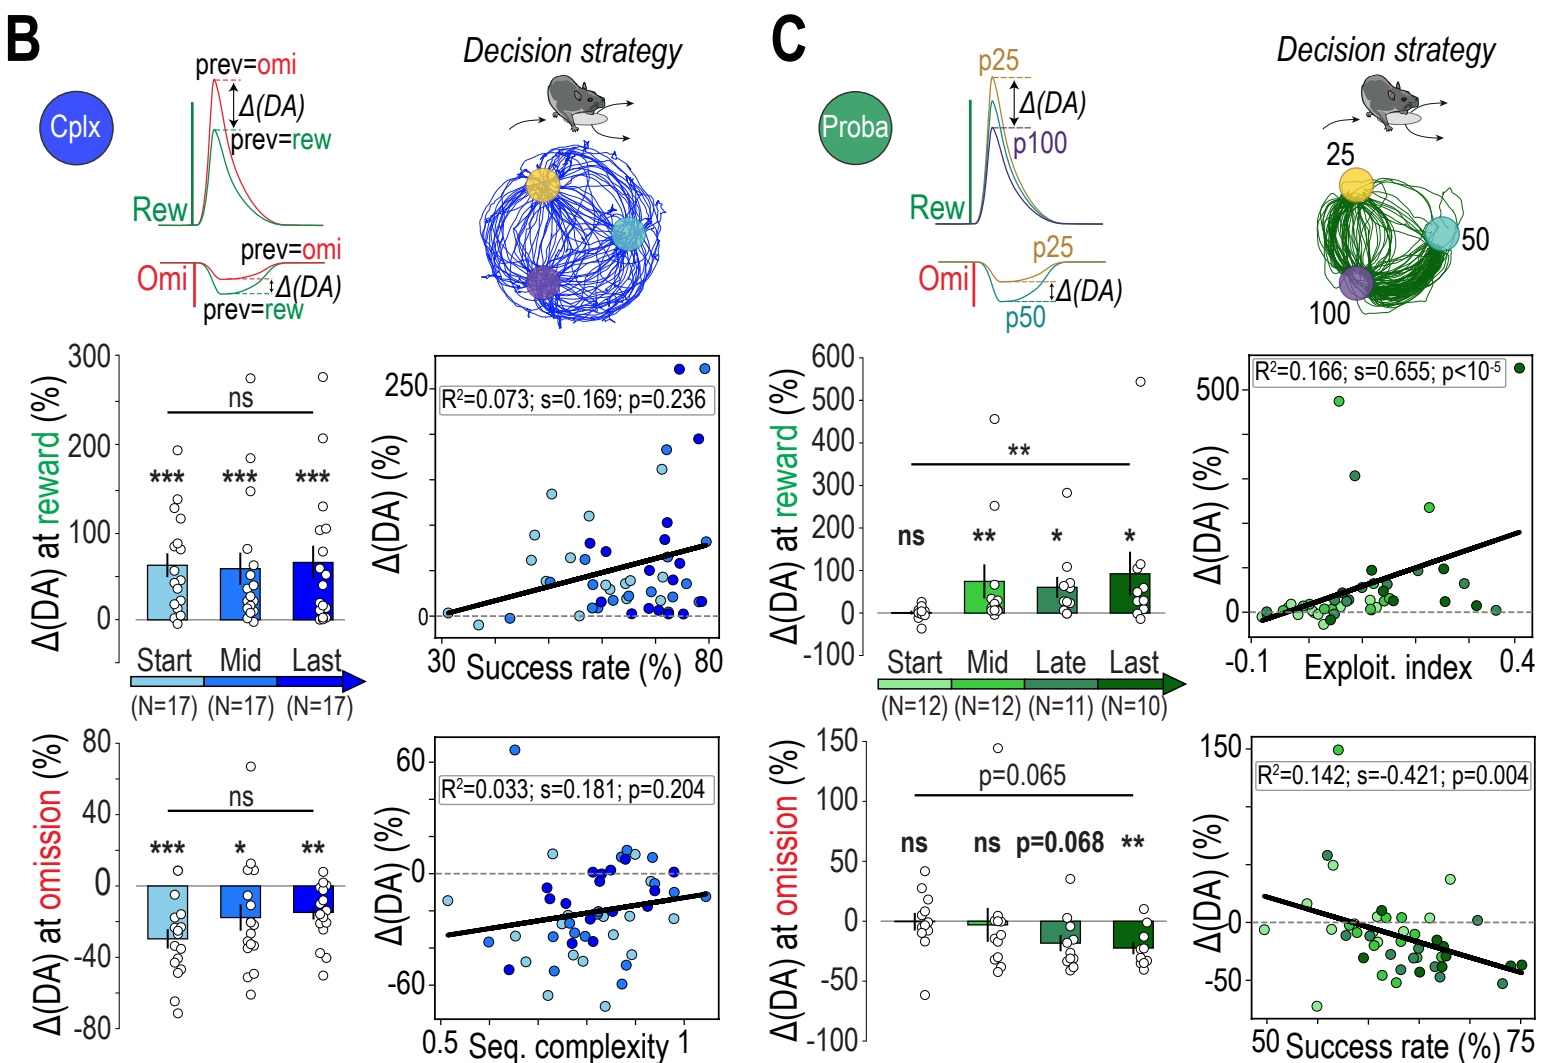 B
Decision strategy
Cplx
prev=omi
Δ(DA)
prev=rew
Rew
prev=omi
Omi
Δ(DA)
prev=rew
Δ(DA) at reward (%)
300
200
100
0
ns
***
***
***
Start
Mid
Last
(N=17)
(N=17)
(N=17)
Δ(DA) (%)
250
0
R²=0.073; s=0.169; p=0.236
30
Success rate (%)
80
Δ(DA) at omission (%)
80
40
0
-40
-80
ns
***
*
**
Δ(DA) (%)
60
0
-60
R²=0.033; s=0.181; p=0.204
0.5
Seq. complexity
1
C
Decision strategy
Proba
p25
Δ(DA)
p100
Rew
p25
Omi
Δ(DA)
p50
25
50
100
Δ(DA) at reward (%)
600
500
400
300
200
100
0
-100
**
ns
**
*
*
Start
Mid
Late
Last
(N=12)
(N=12)
(N=11)
(N=10)
Δ(DA) (%)
500
0
R²=0.166; s=0.655; p<10⁻⁵
-0.1
Exploit. index
0.4
Δ(DA) at omission (%)
150
100
50
0
-50
-100
p=0.065
ns
ns
p=0.068
**
Δ(DA) (%)
150
0
-50
R²=0.142; s=-0.421; p=0.004
50
Success rate (%)
75